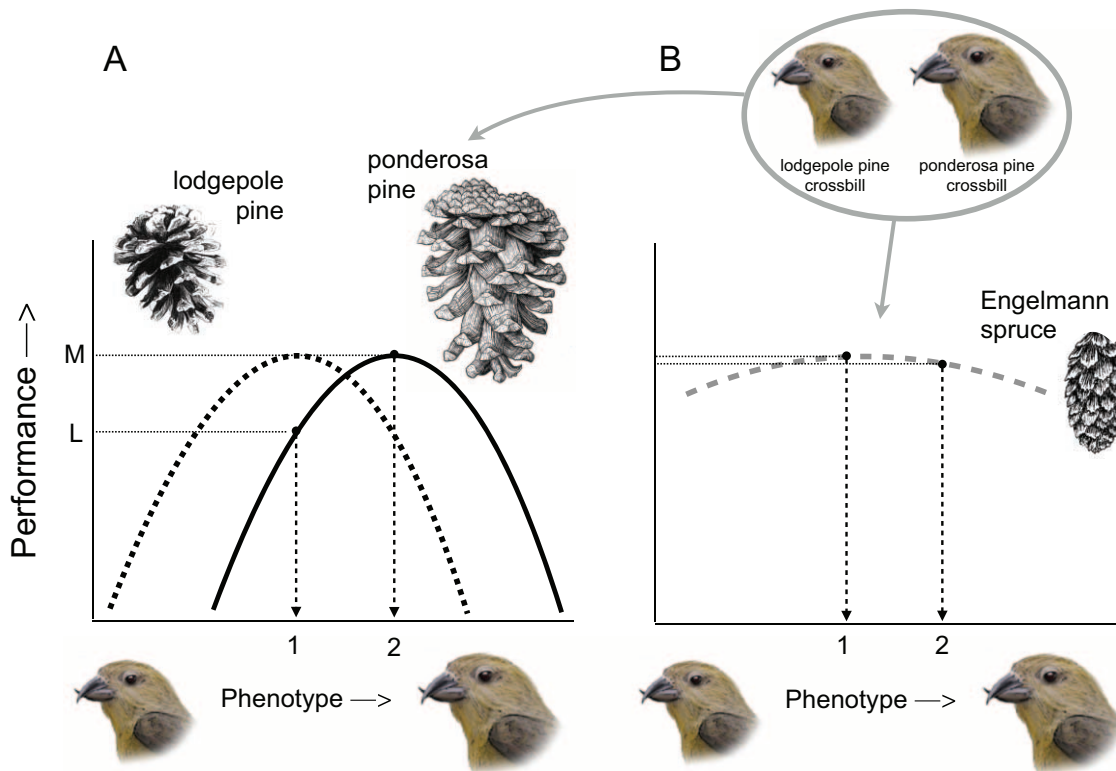 A
B
lodgepole pine
crossbill
ponderosa pine
crossbill
lodgepole
pine
ponderosa
pine
Engelmann
spruce
Performance —>
M
L
1
2
1
2
Phenotype —>
Phenotype —>